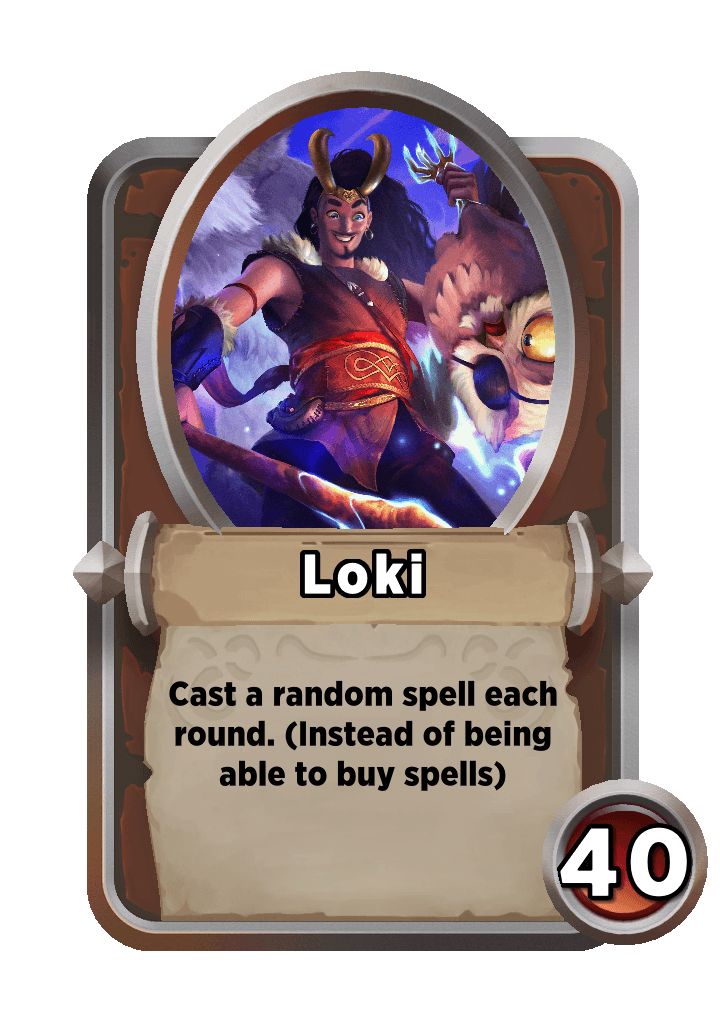 Loki
Cast a random spell each
round. (Instead of being
able to buy spells)
40